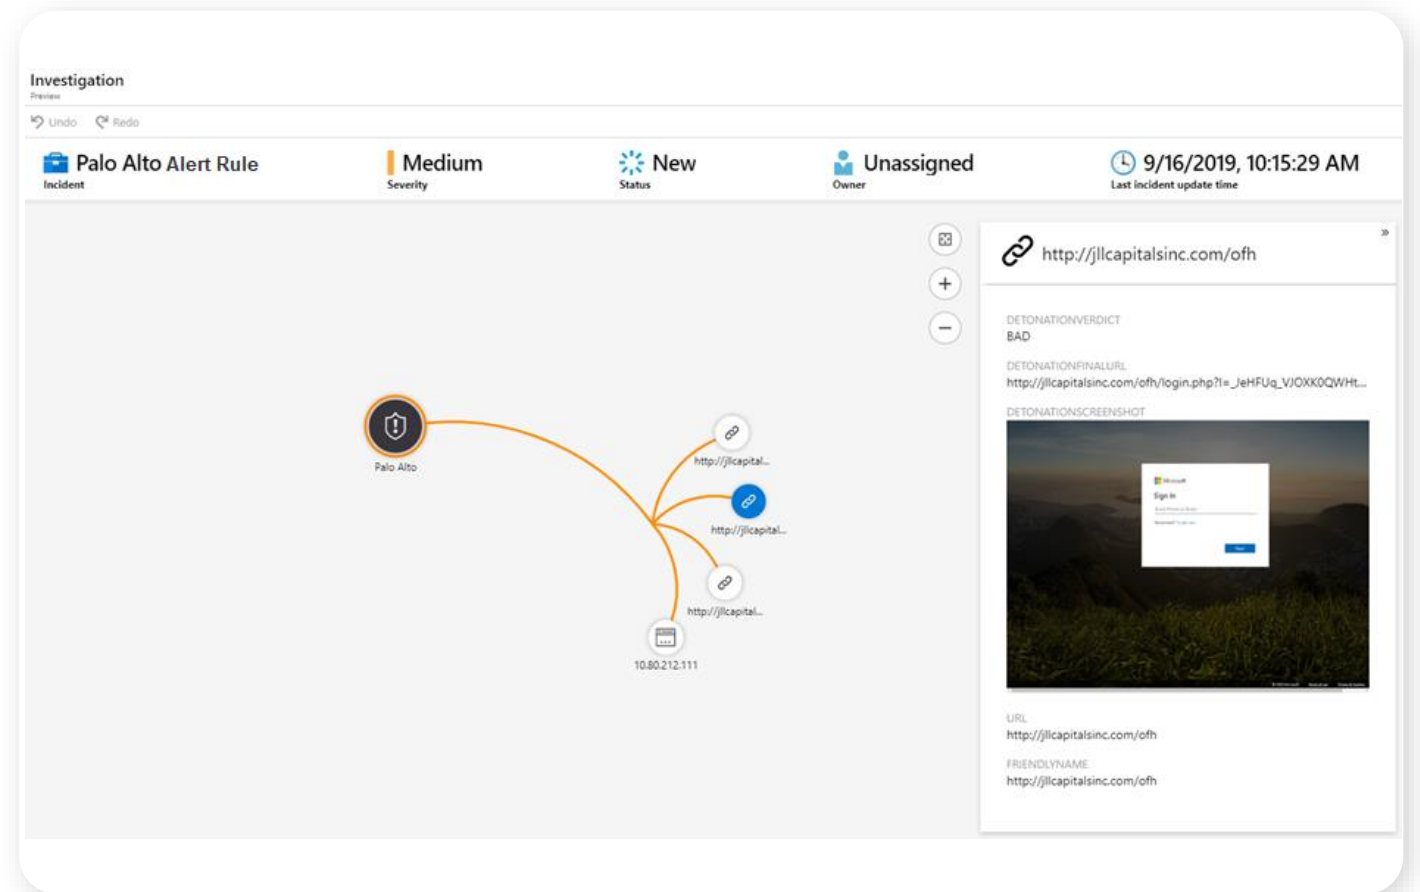 Investigation
Preview
Undo Redo
Palo Alto Alert Rule
Incident
Medium
Severity
New
Status
Unassigned
Owner
9/16/2019, 10:15:29 AM
Last incident update time
Palo Alto
http://jllcapital...
http://jllcapital...
http://jllcapital...
10.80.212.111
http://jllcapitalsinc.com/ofh
DETONATIONVERDICT
BAD
DETONATIONFINALURL
http://jllcapitalsinc.com/ofh/login.php?l=_JeHFUq_VJOXK0QWHt...
DETONATIONSCREENSHOT
Microsoft
Sign in
Next
URL
http://jllcapitalsinc.com/ofh
FRIENDLYNAME
http://jllcapitalsinc.com/ofh